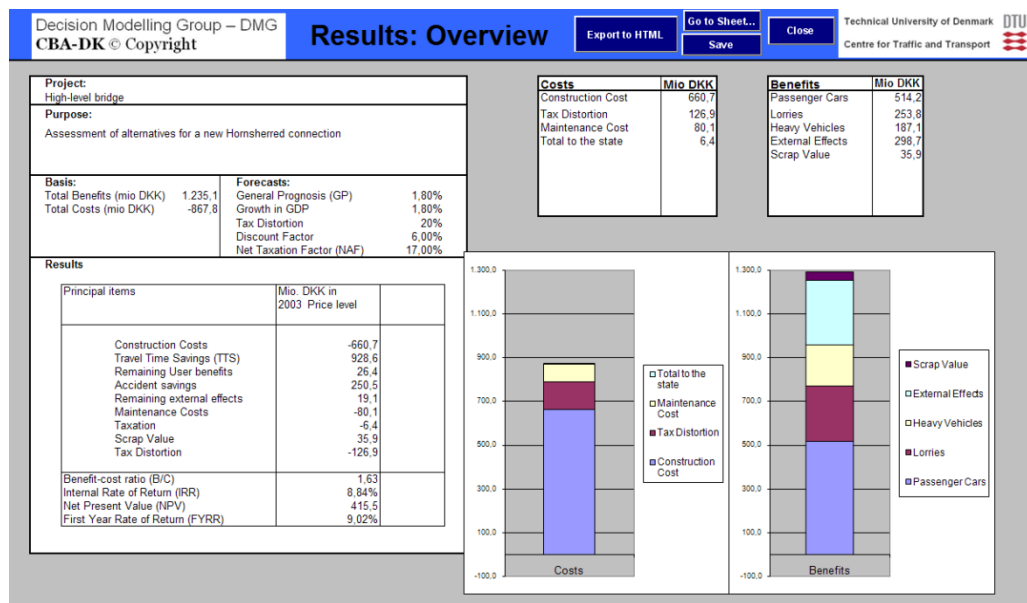 Decision Modelling Group – DMG
CBA-DK © Copyright
Results: Overview
Export to HTML
Go to Sheet...
Save
Close
Technical University of Denmark
Centre for Traffic and Transport
DTU
Project:
High-level bridge
Purpose:
Assessment of alternatives for a new Hornsherred connection
Basis:
Total Benefits (mio DKK) 1.235,1
Total Costs (mio DKK) -867,8
Forecasts:
General Prognosis (GP) 1,80%
Growth in GDP 1,80%
Tax Distortion 20%
Discount Factor 6,00%
Net Taxation Factor (NAF) 17,00%
Results
Principal items Mio. DKK in
2003 Price level
Construction Costs -660,7
Travel Time Savings (TTS) 928,6
Remaining User benefits 26,4
Accident savings 250,5
Remaining external effects 19,1
Maintenance Costs -80,1
Taxation -6,4
Scrap Value 35,9
Tax Distortion -126,9
Benefit-cost ratio (B/C) 1,63
Internal Rate of Return (IRR) 8,84%
Net Present Value (NPV) 415,5
First Year Rate of Return (FYRR) 9,02%
Costs Mio DKK
Construction Cost 660,7
Tax Distortion 126,9
Maintenance Cost 80,1
Total to the state 6,4
Benefits Mio DKK
Passenger Cars 514,2
Lorries 253,8
Heavy Vehicles 187,1
External Effects 298,7
Scrap Value 35,9
1.300,0
1.100,0
900,0
700,0
500,0
300,0
100,0
-100,0
Costs
Total to the
state
Maintenance
Cost
Tax Distortion
Construction
Cost
1.300,0
1.100,0
900,0
700,0
500,0
300,0
100,0
-100,0
Benefits
Scrap Value
External Effects
Heavy Vehicles
Lorries
Passenger Cars